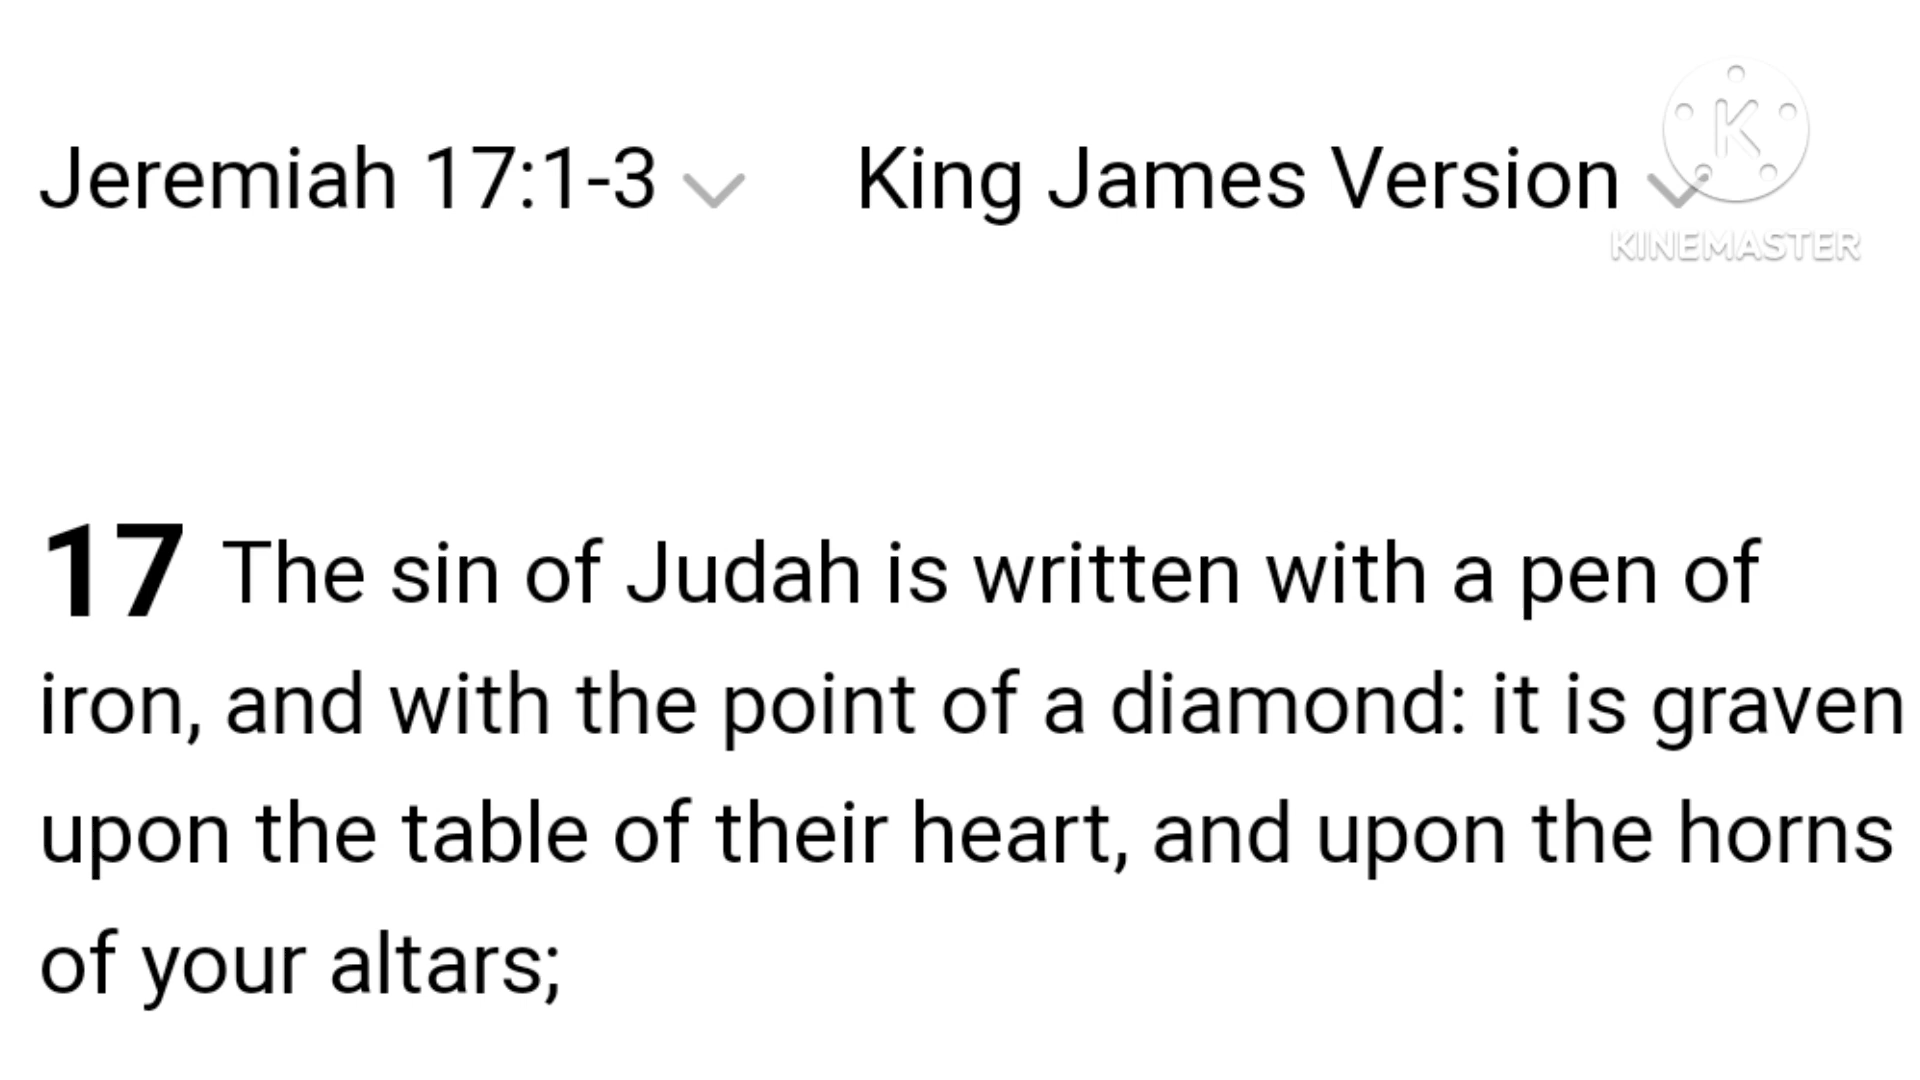 Jeremiah 17:1-3 King James Version
K
KINEMASTER
17 The sin of Judah is written with a pen of
iron, and with the point of a diamond: it is graven
upon the table of their heart, and upon the horns
of your altars;